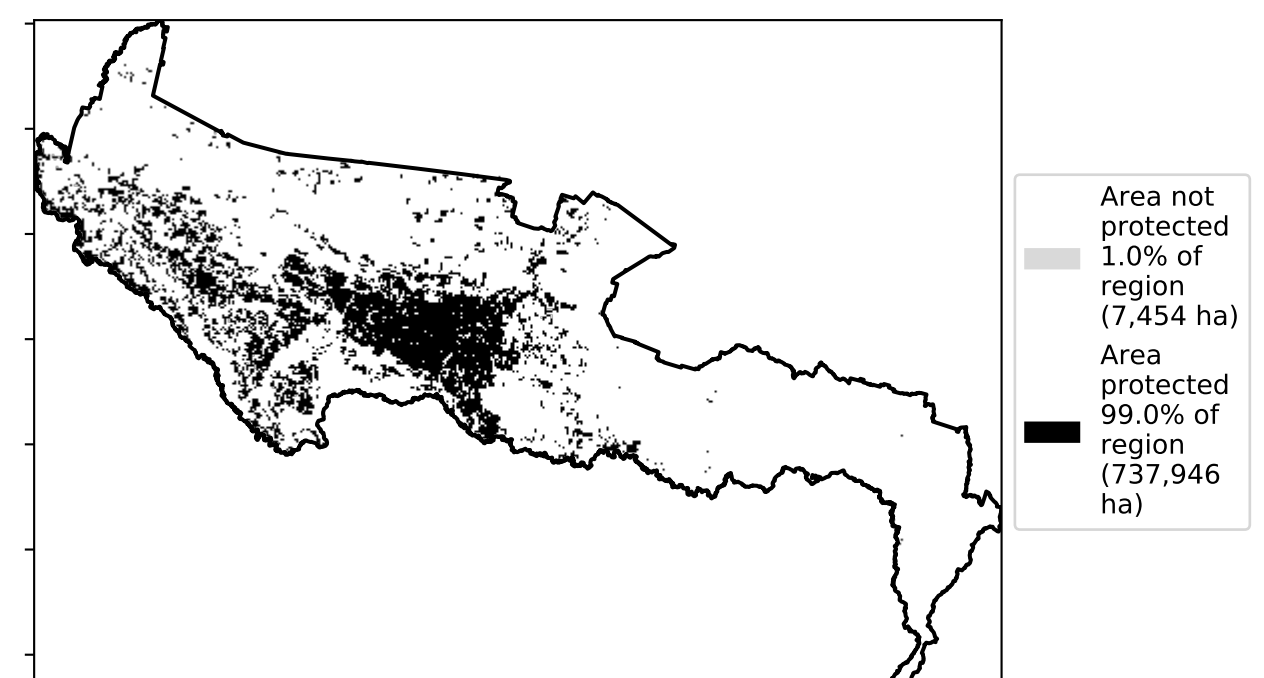 Area not
protected
1.0% of
region
(7,454 ha)
Area
protected
99.0% of
region
(737,946
ha)